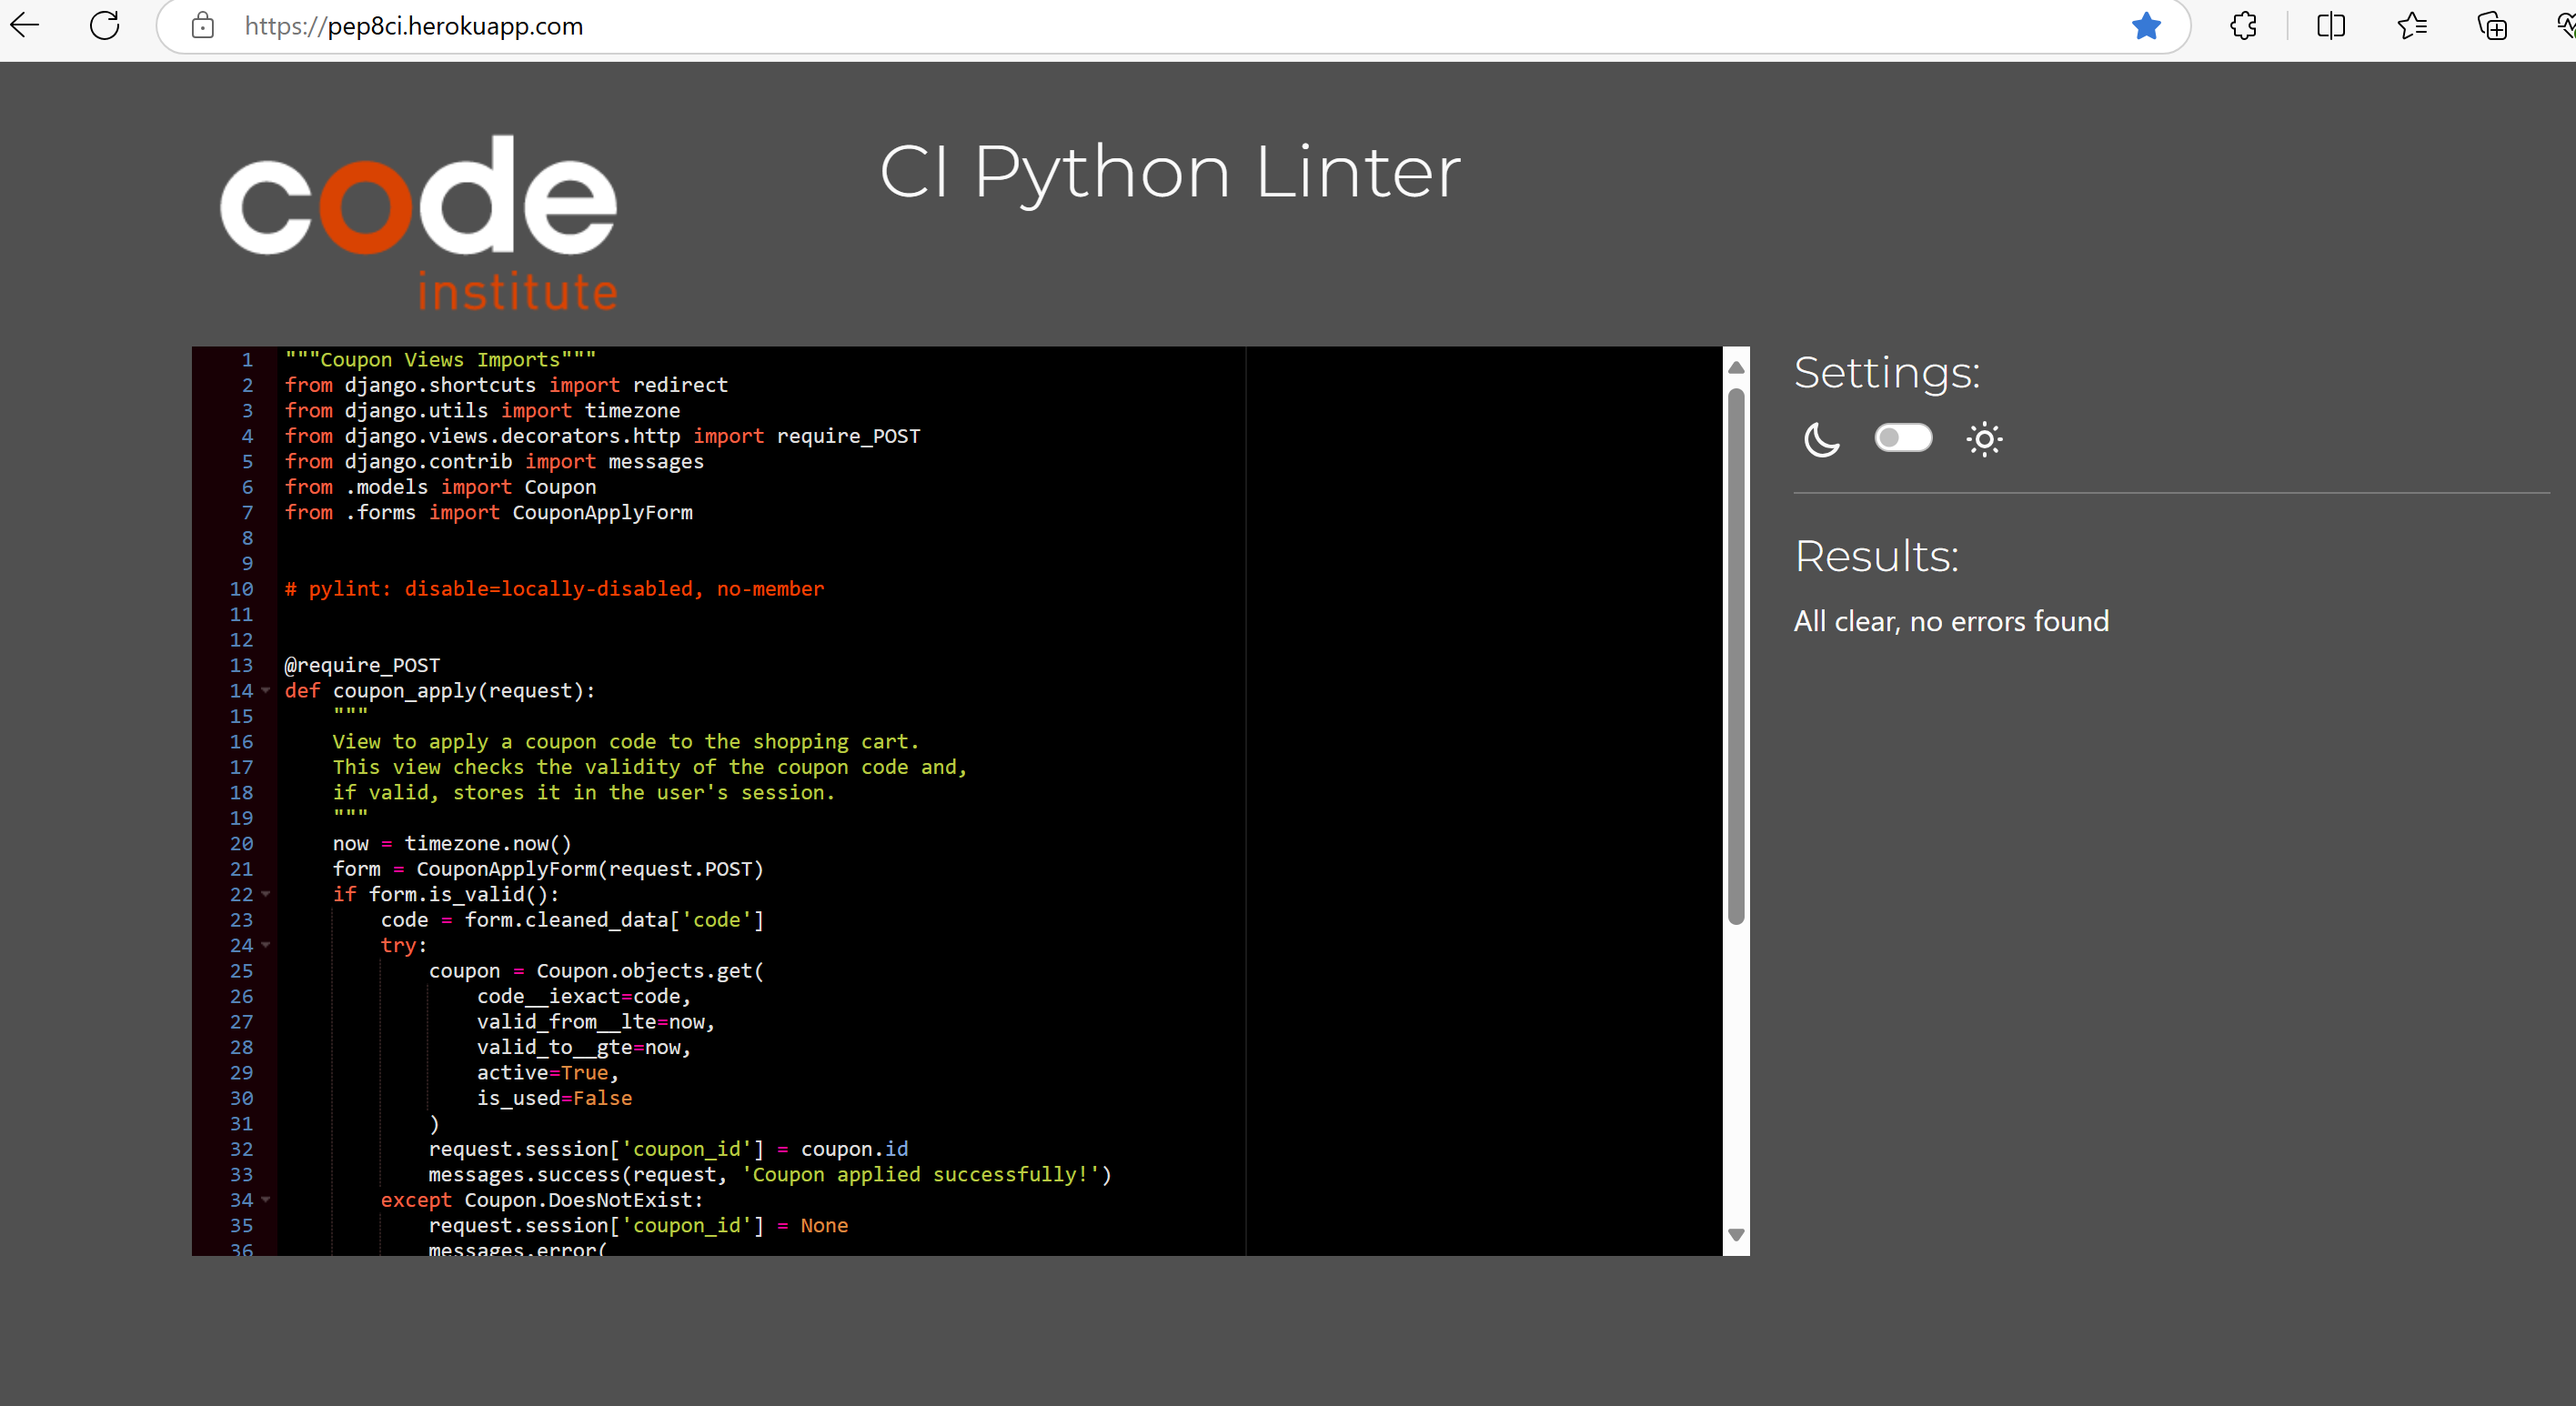 https://pep8ci.herokuapp.com
code
institute
CI Python Linter
1 """Coupon Views Imports"""
2 from django.shortcuts import redirect
3 from django.utils import timezone
4 from django.views.decorators.http import require_POST
5 from django.contrib import messages
6 from .models import Coupon
7 from .forms import CouponApplyForm
8
9
10 # pylint: disable=locally-disabled, no-member
11
12
13 @require_POST
14 def coupon_apply(request):
15     """
16     View to apply a coupon code to the shopping cart.
17     This view checks the validity of the coupon code and,
18     if valid, stores it in the user's session.
19     """
20     now = timezone.now()
21     form = CouponApplyForm(request.POST)
22     if form.is_valid():
23         code = form.cleaned_data['code']
24         try:
25             coupon = Coupon.objects.get(
26                 code__iexact=code,
27                 valid_from__lte=now,
28                 valid_to__gte=now,
29                 active=True,
30                 is_used=False
31             )
32             request.session['coupon_id'] = coupon.id
33             messages.success(request, 'Coupon applied successfully!')
34         except Coupon.DoesNotExist:
35             request.session['coupon_id'] = None
36             messages.error(
Settings:
Results:
All clear, no errors found